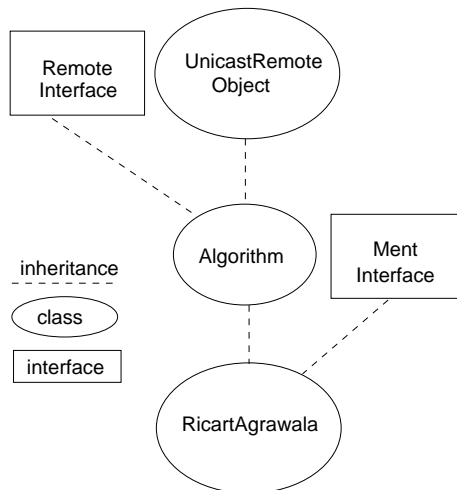 Remote
Interface
UnicastRemote
Object
Algorithm
Ment
Interface
inheritance
class
interface
RicartAgrawala